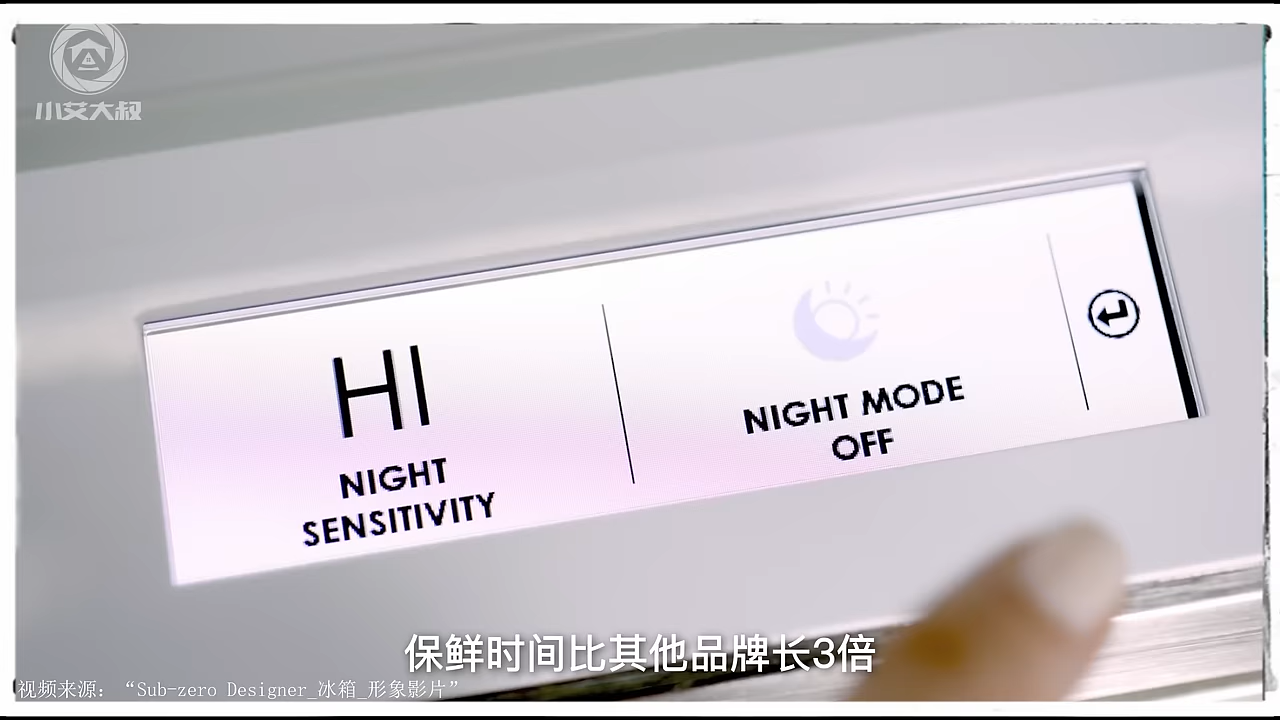 小艾大叔
HI
NIGHT
SENSITIVITY
NIGHT MODE
OFF
保鲜时间比其他品牌长3倍
视频来源：“Sub-zero Designer_冰箱_形象影片”